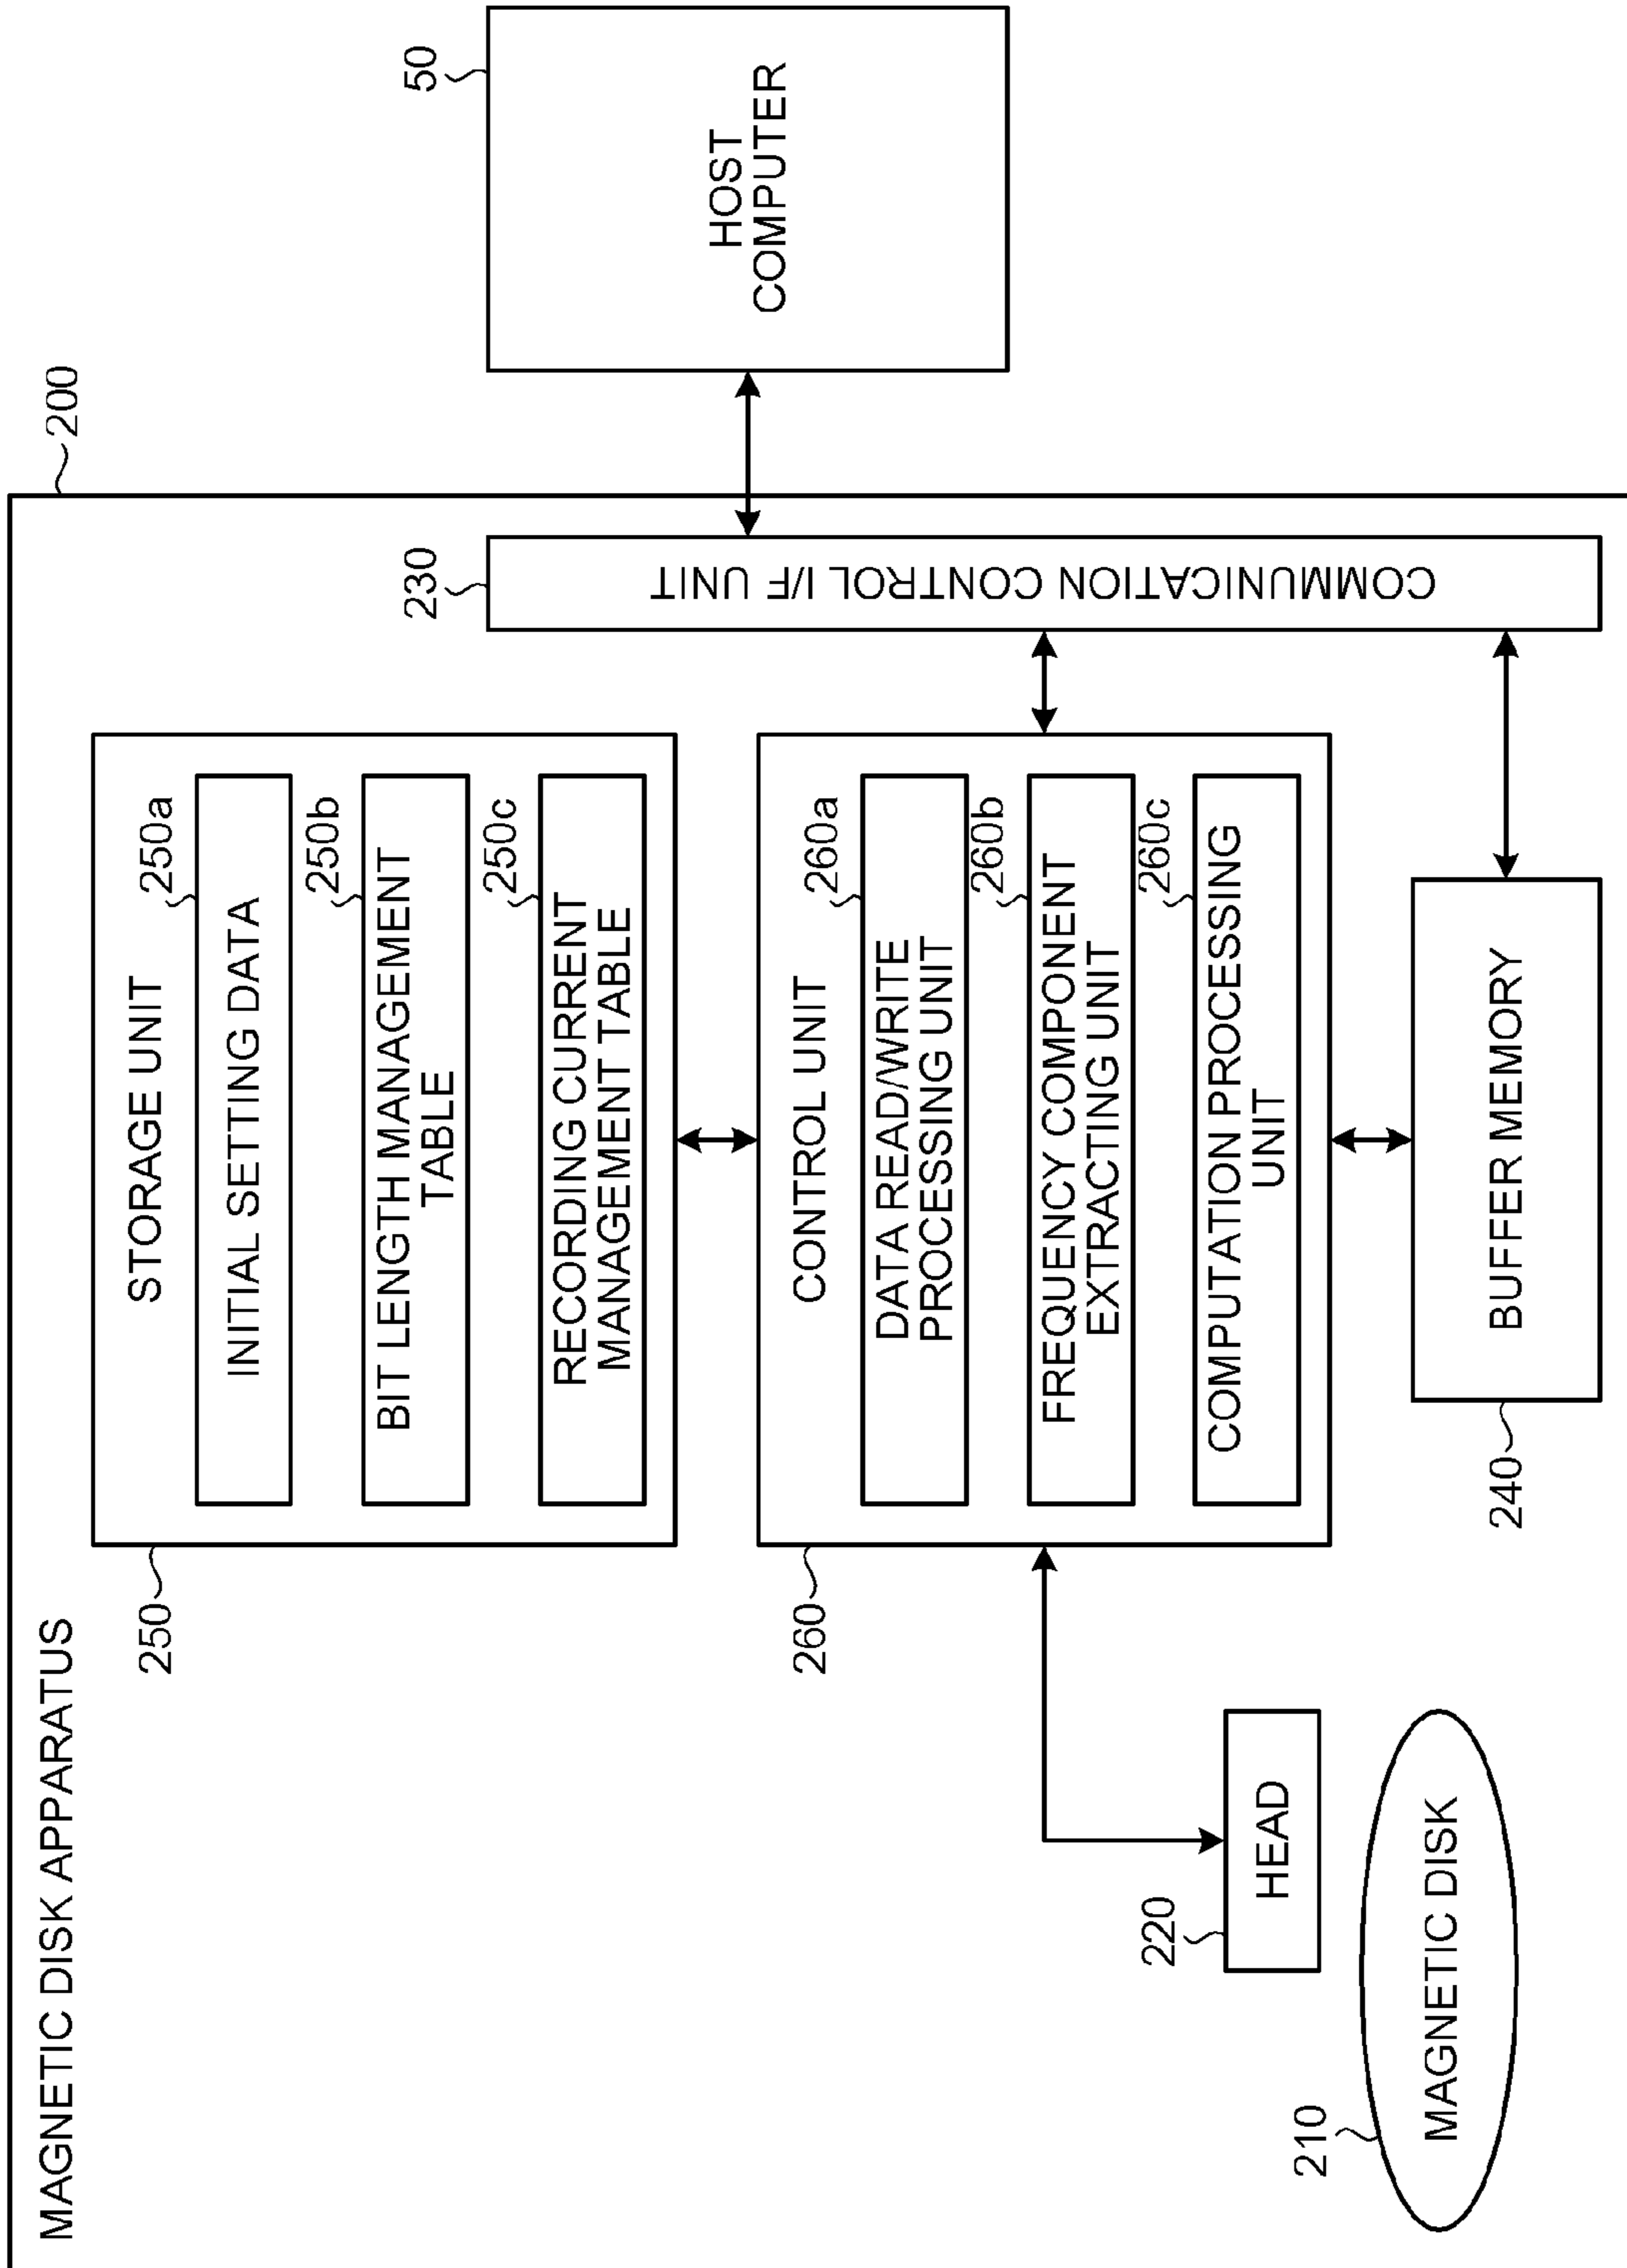 MAGNETIC DISK APPARATUS
200
250
STORAGE UNIT
250a
INITIAL SETTING DATA
250b
BIT LENGTH MANAGEMENT
TABLE
250c
RECORDING CURRENT
MANAGEMENT TABLE
260
CONTROL UNIT
260a
DATA READ/WRITE
PROCESSING UNIT
260b
FREQUENCY COMPONENT
EXTRACTING UNIT
260c
COMPUTATION PROCESSING
UNIT
230
COMMUNICATION CONTROL I/F UNIT
50
HOST
COMPUTER
220
HEAD
210
MAGNETIC DISK
240
BUFFER MEMORY